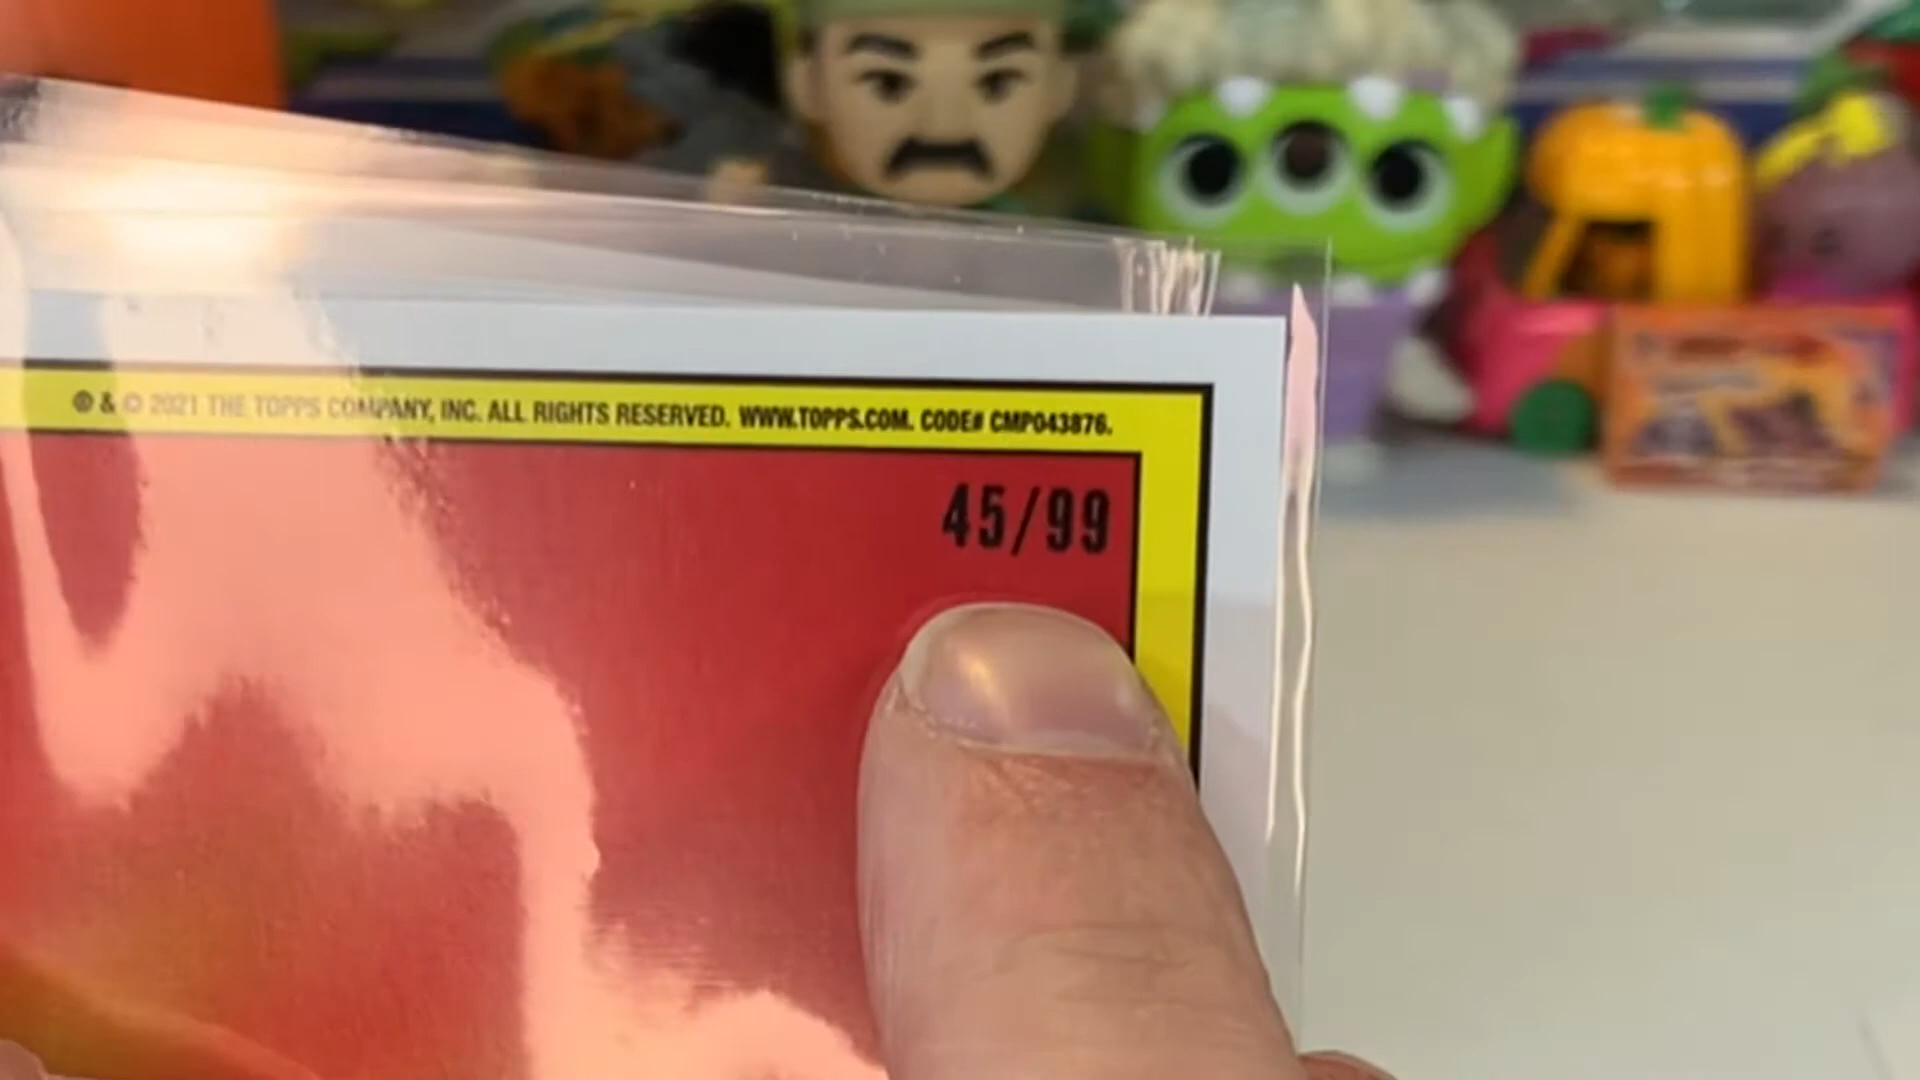 ® & © 2021 THE TOPPS COMPANY, INC. ALL RIGHTS RESERVED. WWW.TOPPS.COM. CODE# CMP043876.
45/99